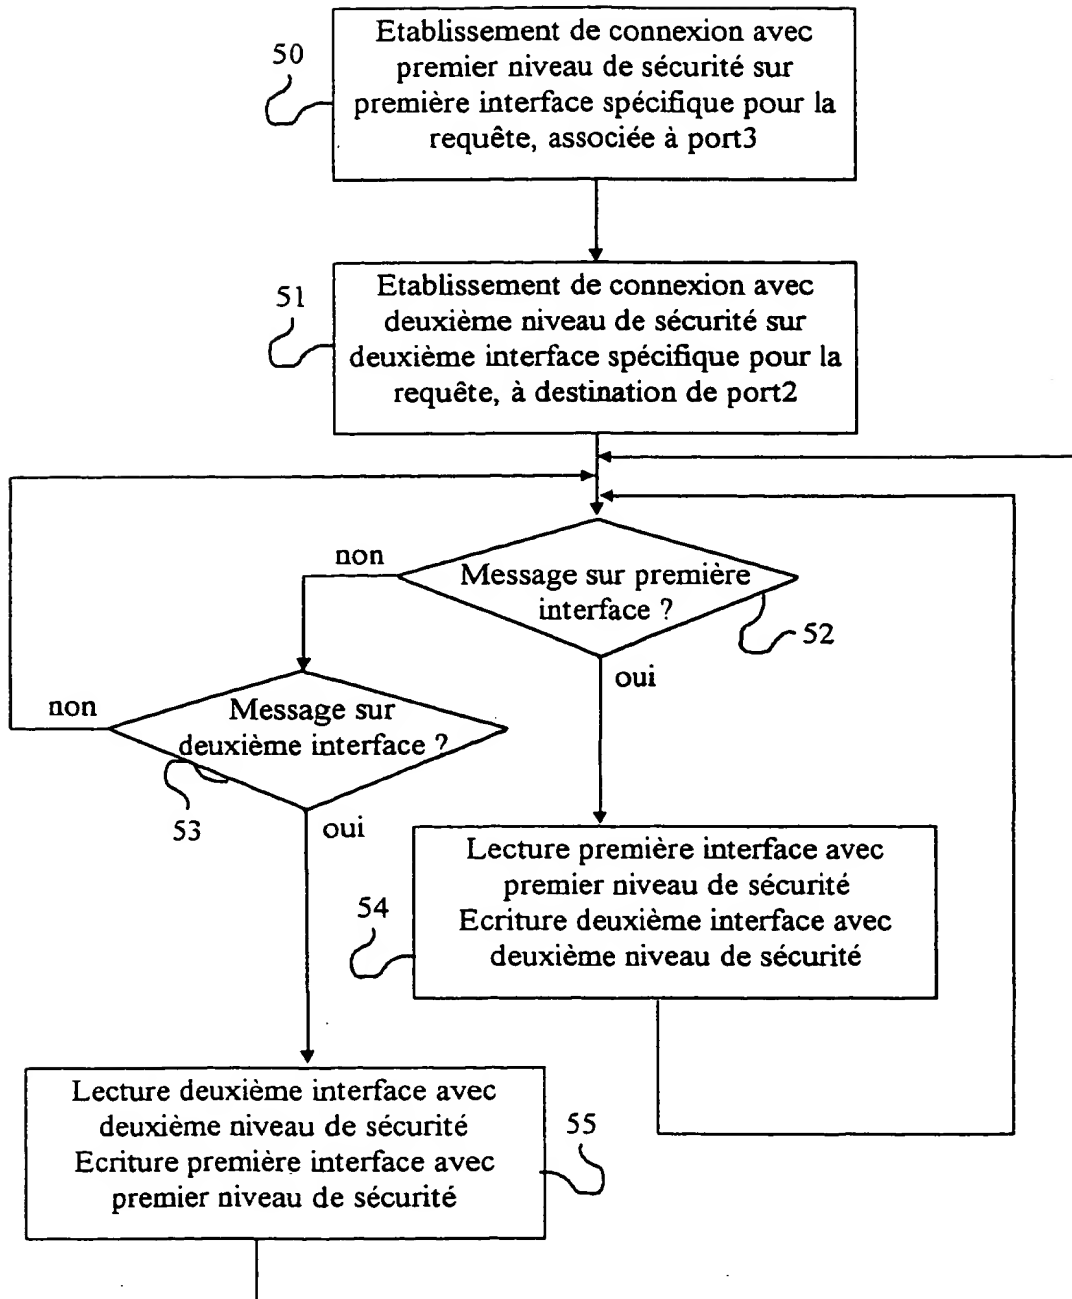 Etablissement de connexion avec
premier niveau de sécurité sur
première interface spécifique pour la
requête, associée à port3
50
Etablissement de connexion avec
deuxième niveau de sécurité sur
deuxième interface spécifique pour la
requête, à destination de port2
51
non
Message sur première
interface ?
52
oui
non
Message sur
deuxième interface ?
53
oui
Lecture première interface avec
premier niveau de sécurité
Ecriture deuxième interface avec
deuxième niveau de sécurité
54
Lecture deuxième interface avec
deuxième niveau de sécurité
Ecriture première interface avec
premier niveau de sécurité
55